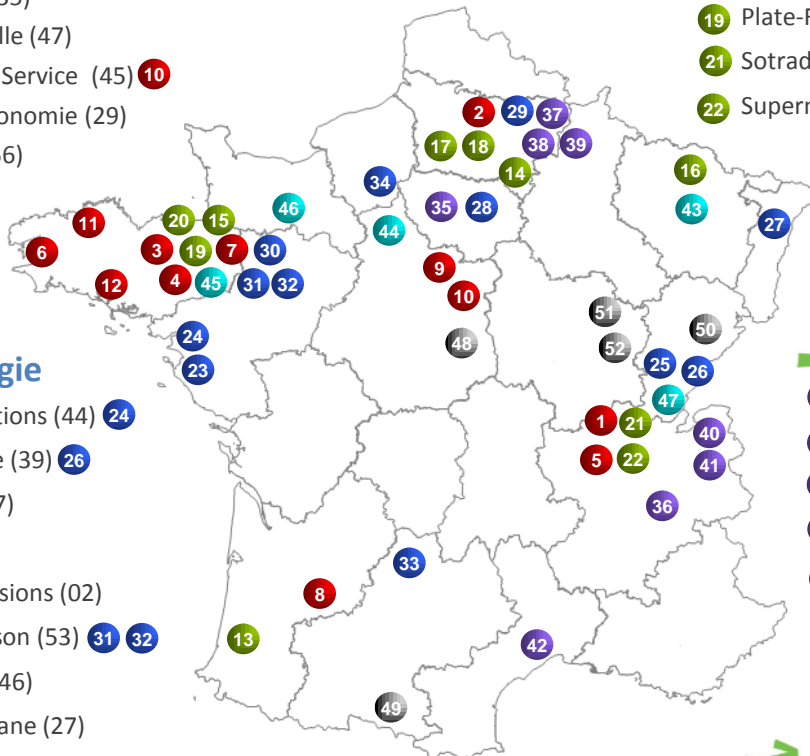 lle (47)
Service (45) 10
onomie (29)
19 Plate-F
21 Sotrad
22 Superm
2 29 37
17 18 38 39
14
16
34
35 28
43
46
44
27
11 20 15
6 3 19 7 30
12 4 45 31 32
9
10
48
51
52
50
24
23
25 26
47
1 21
5 22
40
41
36
gie
tions (44) 24
e (39) 26
7)
sions (02)
son (53) 31 32
46)
ane (27)
33
8
13
42
49